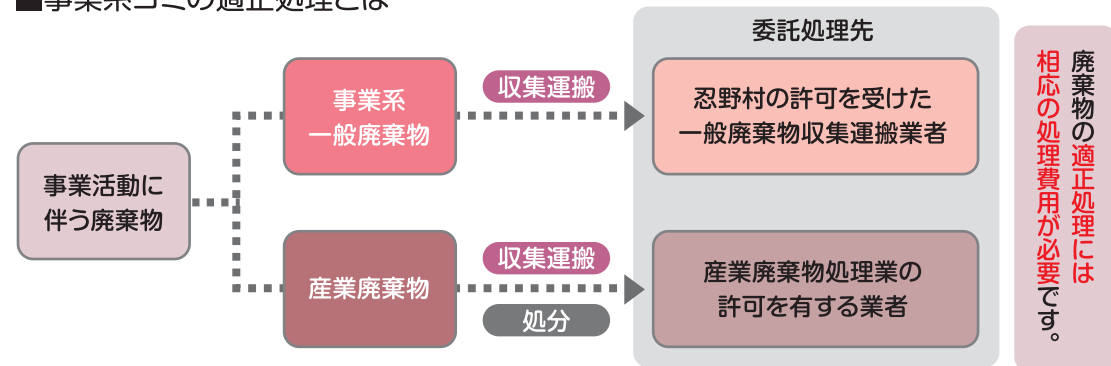 ■事業系ゴミの適正処理とは
委託処理先
事業活動に
伴う廃棄物
事業系
一般廃棄物
収集運搬
忍野村の許可を受けた
一般廃棄物収集運搬業者
産業廃棄物
収集運搬
処分
産業廃棄物処理業の
許可を有する業者
廃棄物の適正処理には
相応の処理費用が必要です。